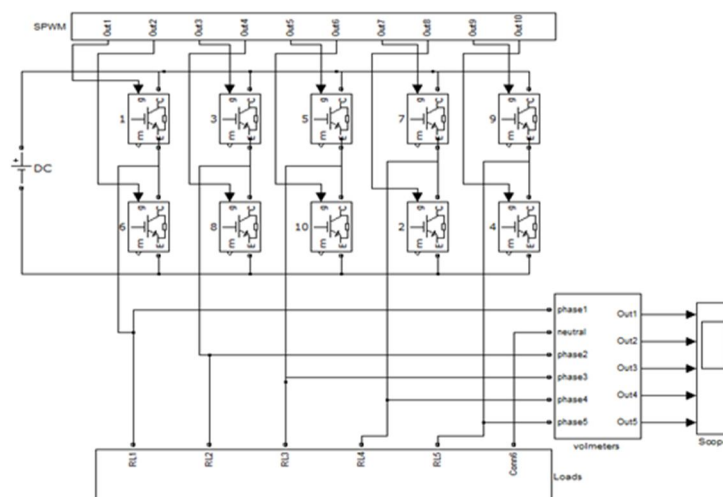 SPWM
Out1 Out2 Out3 Out4 Out5 Out6 Out7 Out8 Out9 Out10
g C g C g C g C g C
1 3 5 7 9
m E m E m E m E m E
DC
g C g C g C g C g C
6 8 10 2 4
m E m E m E m E m E
phase1 Out1
neutral
phase2 Out2
phase3 Out3
phase4 Out4
phase5 Out5
volmeters
Scop
RL1 RL2 RL3 RL4 RL5 Conn6
Loads